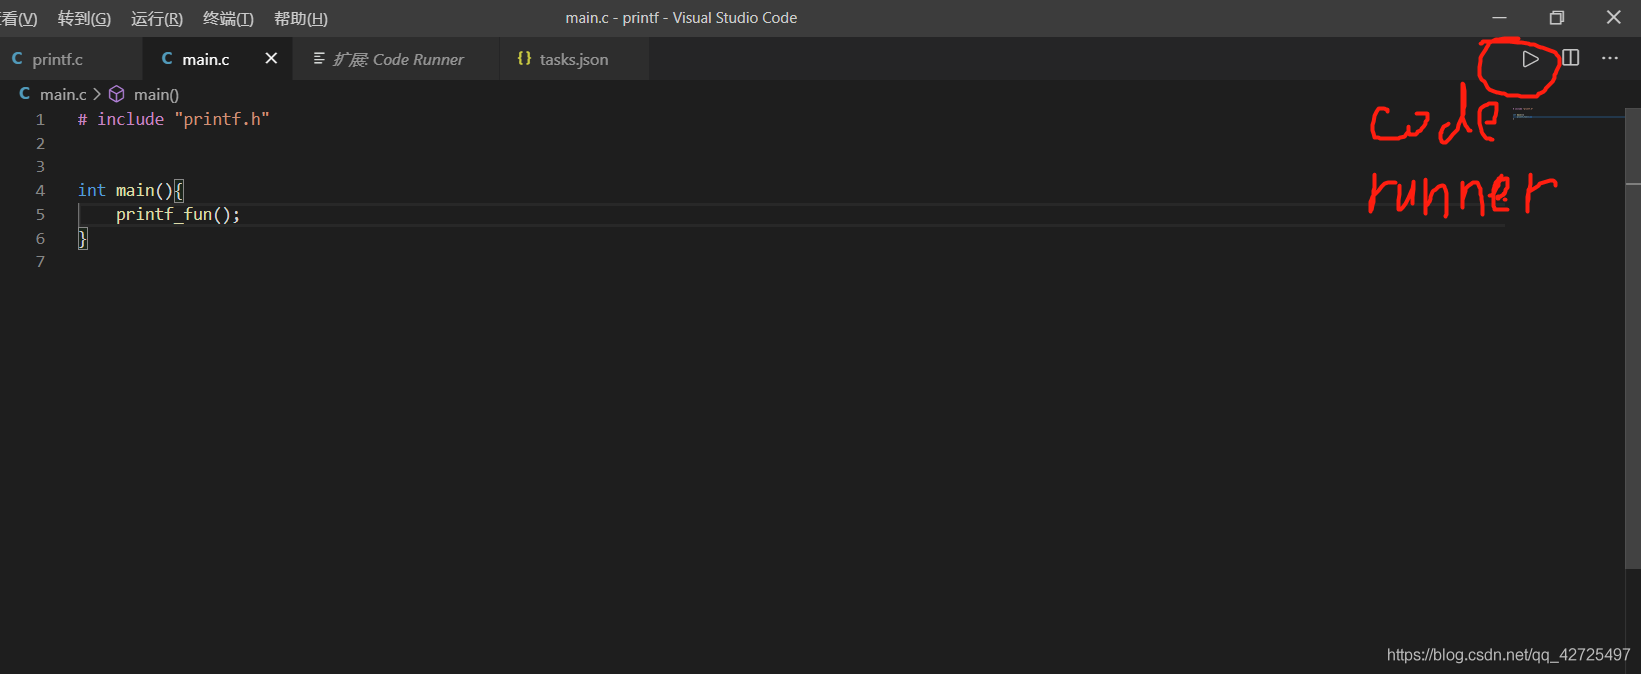 看(V) 转到(G) 运行(R) 终端(T) 帮助(H) main.c - printf - Visual Studio Code
C printf.c C main.c 扩展: Code Runner {} tasks.json
C main.c > main()
1 # include "printf.h"
2
3
4 int main(){
5 printf_fun();
6 }
7
code
runner
https://blog.csdn.net/qq_42725497